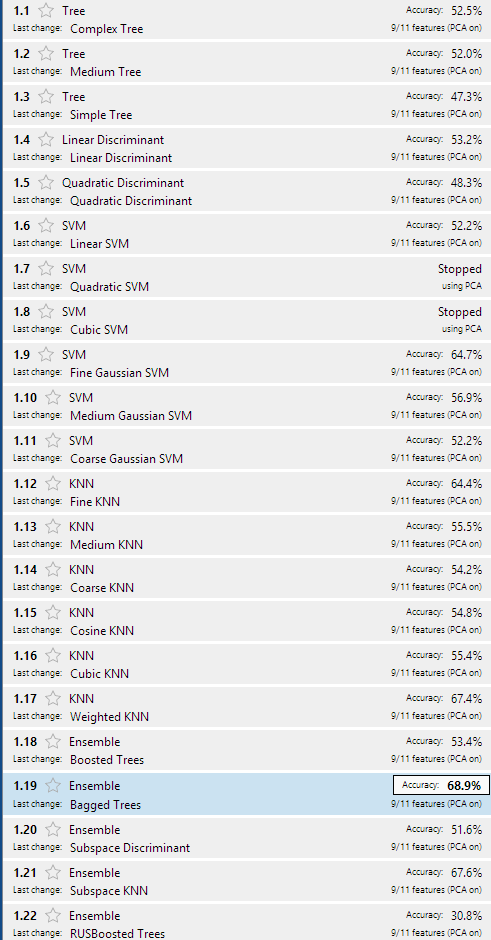 1.1 Tree Accuracy: 52.5%
Last change: Complex Tree 9/11 features (PCA on)
1.2 Tree Accuracy: 52.0%
Last change: Medium Tree 9/11 features (PCA on)
1.3 Tree Accuracy: 47.3%
Last change: Simple Tree 9/11 features (PCA on)
1.4 Linear Discriminant Accuracy: 53.2%
Last change: Linear Discriminant 9/11 features (PCA on)
1.5 Quadratic Discriminant Accuracy: 48.3%
Last change: Quadratic Discriminant 9/11 features (PCA on)
1.6 SVM Accuracy: 52.2%
Last change: Linear SVM 9/11 features (PCA on)
1.7 SVM Stopped
Last change: Quadratic SVM using PCA
1.8 SVM Stopped
Last change: Cubic SVM using PCA
1.9 SVM Accuracy: 64.7%
Last change: Fine Gaussian SVM 9/11 features (PCA on)
1.10 SVM Accuracy: 56.9%
Last change: Medium Gaussian SVM 9/11 features (PCA on)
1.11 SVM Accuracy: 52.2%
Last change: Coarse Gaussian SVM 9/11 features (PCA on)
1.12 KNN Accuracy: 64.4%
Last change: Fine KNN 9/11 features (PCA on)
1.13 KNN Accuracy: 55.5%
Last change: Medium KNN 9/11 features (PCA on)
1.14 KNN Accuracy: 54.2%
Last change: Coarse KNN 9/11 features (PCA on)
1.15 KNN Accuracy: 54.8%
Last change: Cosine KNN 9/11 features (PCA on)
1.16 KNN Accuracy: 55.4%
Last change: Cubic KNN 9/11 features (PCA on)
1.17 KNN Accuracy: 67.4%
Last change: Weighted KNN 9/11 features (PCA on)
1.18 Ensemble Accuracy: 53.4%
Last change: Boosted Trees 9/11 features (PCA on)
1.19 Ensemble Accuracy: 68.9%
Last change: Bagged Trees 9/11 features (PCA on)
1.20 Ensemble Accuracy: 51.6%
Last change: Subspace Discriminant 9/11 features (PCA on)
1.21 Ensemble Accuracy: 67.6%
Last change: Subspace KNN 9/11 features (PCA on)
1.22 Ensemble Accuracy: 30.8%
Last change: RUSBoosted Trees 9/11 features (PCA on)